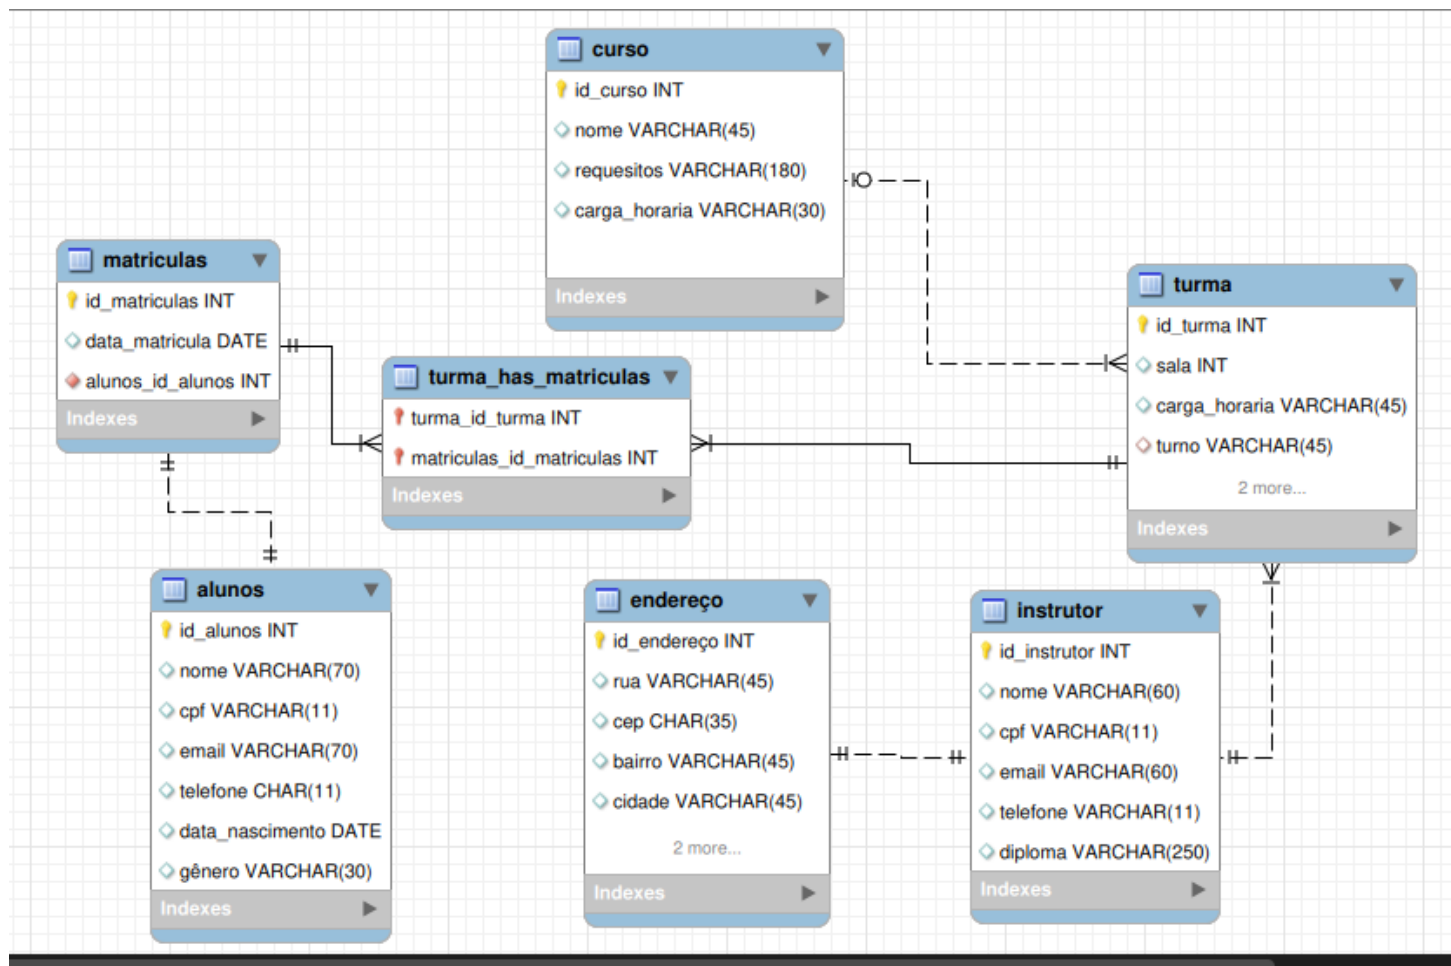 curso
id_curso INT
nome VARCHAR(45)
requesitos VARCHAR(180)
carga_horaria VARCHAR(30)
Indexes
matriculas
id_matriculas INT
data_matricula DATE
alunos_id_alunos INT
Indexes
turma_has_matriculas
turma_id_turma INT
matriculas_id_matriculas INT
Indexes
turma
id_turma INT
sala INT
carga_horaria VARCHAR(45)
turno VARCHAR(45)
2 more...
Indexes
alunos
id_alunos INT
nome VARCHAR(70)
cpf VARCHAR(11)
email VARCHAR(70)
telefone CHAR(11)
data_nascimento DATE
gênero VARCHAR(30)
Indexes
endereço
id_endereço INT
rua VARCHAR(45)
cep CHAR(35)
bairro VARCHAR(45)
cidade VARCHAR(45)
2 more...
Indexes
instrutor
id_instrutor INT
nome VARCHAR(60)
cpf VARCHAR(11)
email VARCHAR(60)
telefone VARCHAR(11)
diploma VARCHAR(250)
Indexes